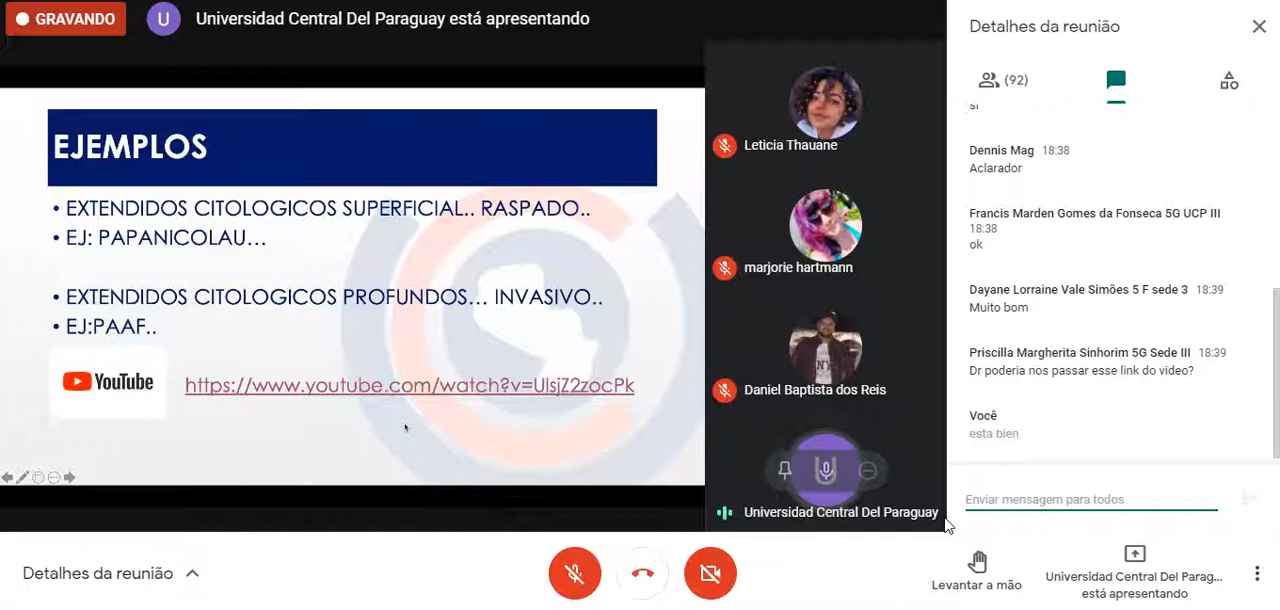 GRAVANDO
U
Universidad Central Del Paraguay está apresentando
EJEMPLOS
• EXTENDIDOS CITOLOGICOS SUPERFICIAL.. RASPADO..
• EJ: PAPANICOLAU...
• EXTENDIDOS CITOLOGICOS PROFUNDOS... INVASIVO..
• EJ:PAAF..
YouTube
https://www.youtube.com/watch?v=UlsjZ2zocPk
Leticia Thauane
marjorie hartmann
Daniel Baptista dos Reis
Universidad Central Del Paraguay
Detalhes da reunião
(92)
si
Dennis Mag 18:38
Aclarador
Francis Marden Gomes da Fonseca 5G UCP III
18:38
ok
Dayane Lorraine Vale Simões 5 F sede 3 18:39
Muito bom
Priscilla Margherita Sinhorim 5G Sede III 18:39
Dr poderia nos passar esse link do video?
Você
esta bien
Enviar mensagem para todos
Detalhes da reunião
Levantar a mão
Universidad Central Del Parag...
está apresentando